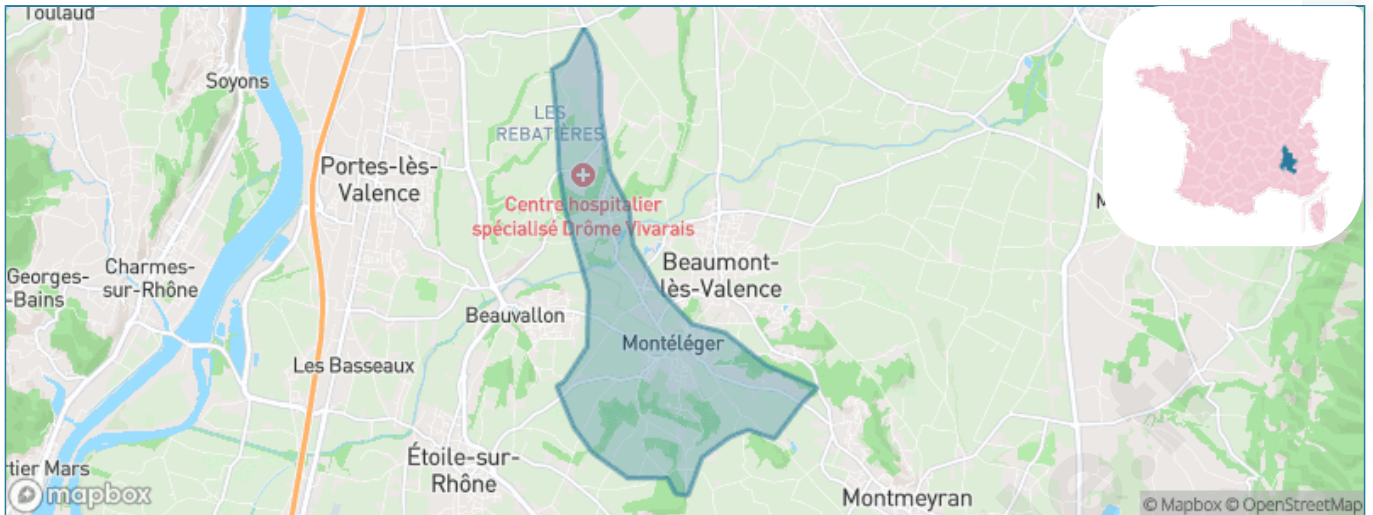 Toulaud
Soyons
LES
REBATIÈRES
Portes-lès-
Valence
Centre hospitalier
spécialisé Drôme Vivarais
M
Georges-
-Bains
Charmes-
sur-Rhône
Beaumont-
lès-Valence
Beauvallon
Montéléger
Les Basseaux
Étoile-sur-
Rhône
rtier Mars
Montmeyran
mapbox
© Mapbox © OpenStreetMap